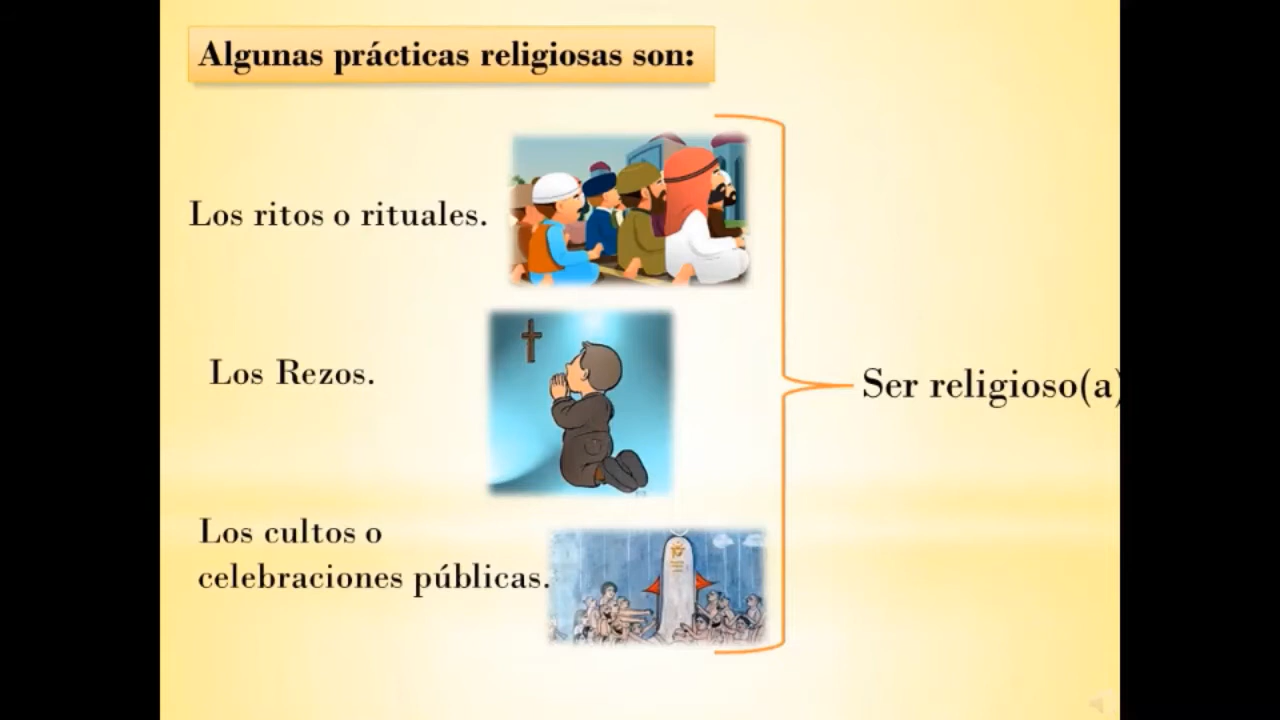 Algunas prácticas religiosas son:
Los ritos o rituales.
Los Rezos.
Ser religioso(a)
Los cultos o
celebraciones públicas.